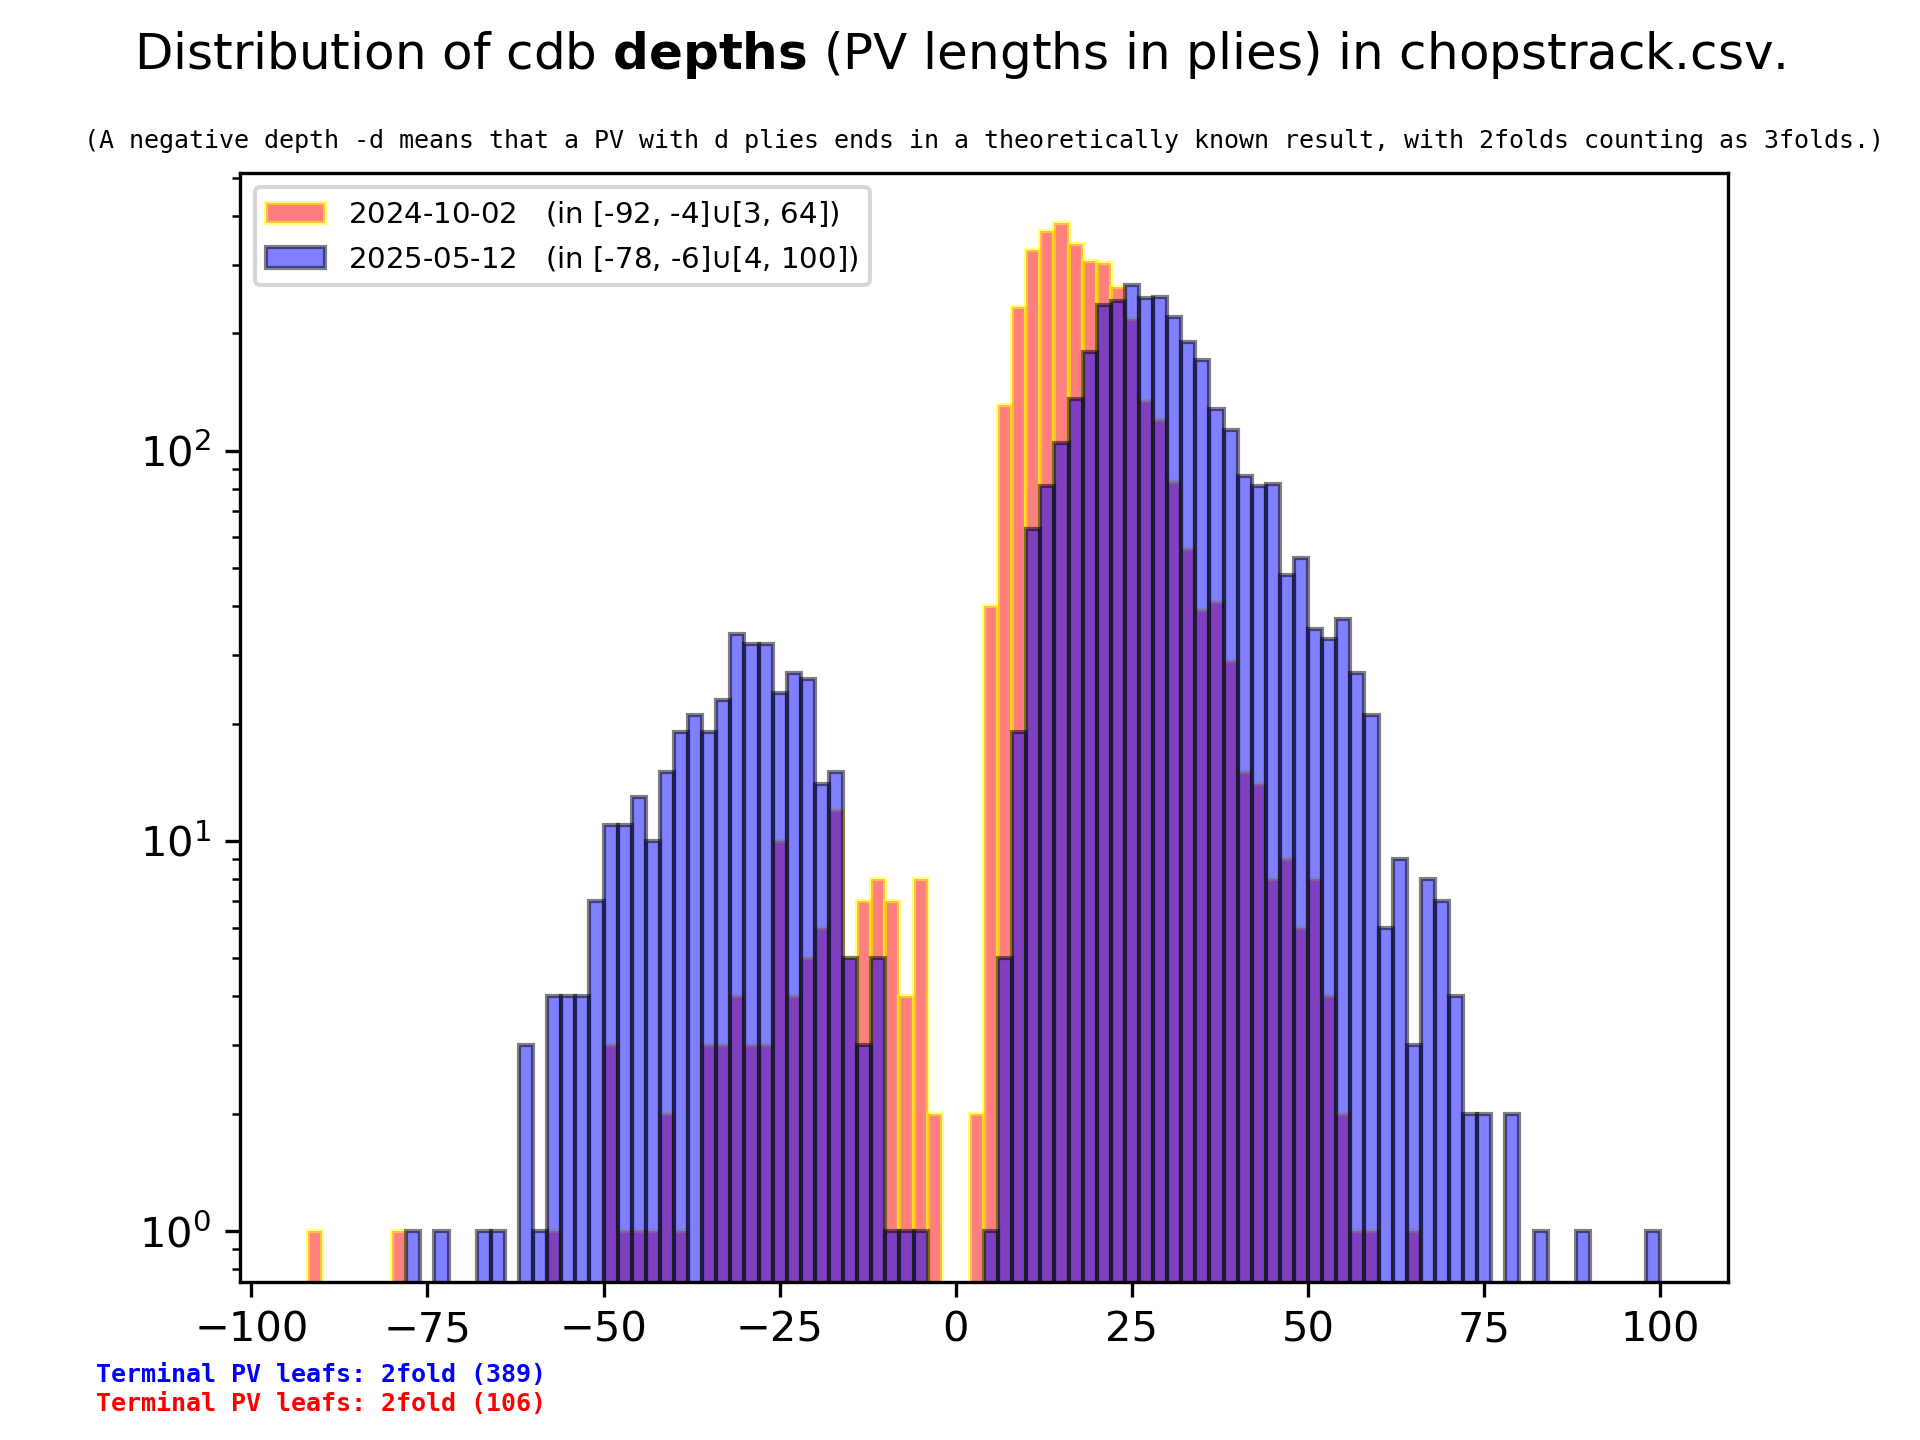 Distribution of cdb depths (PV lengths in plies) in chopstrack.csv.
(A negative depth -d means that a PV with d plies ends in a theoretically known result, with 2folds counting as 3folds.)
2024-10-02 (in [-92, -4]∪[3, 64])
2025-05-12 (in [-78, -6]∪[4, 100])
10²
10¹
10⁰
−100 −75 −50 −25 0 25 50 75 100
Terminal PV leafs: 2fold (389)
Terminal PV leafs: 2fold (106)